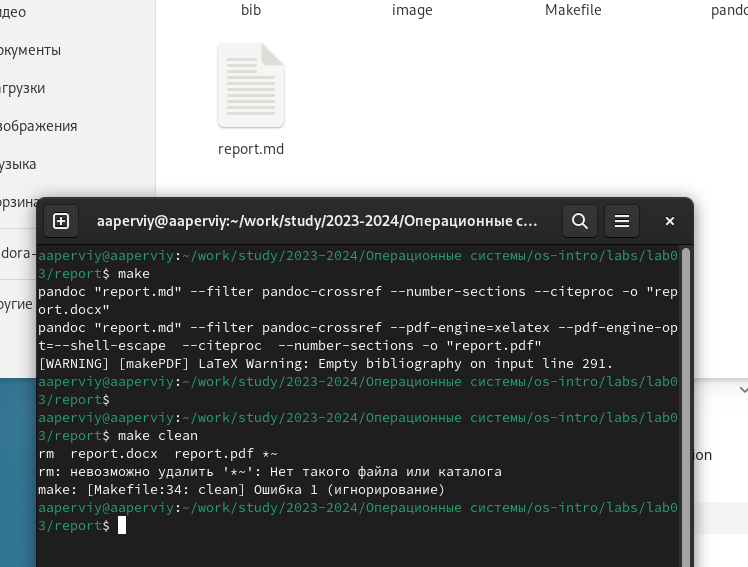 bib
image
Makefile
report.md
aaperviy@aaperviy:~/work/study/2023-2024/Операционные с...
aaperviy@aaperviy:~/work/study/2023-2024/Операционные системы/os-intro/labs/lab0
3/report$ make
pandoc "report.md" --filter pandoc-crossref --number-sections --citeproc -o "rep
ort.docx"
pandoc "report.md" --filter pandoc-crossref --pdf-engine=xelatex --pdf-engine-op
t=--shell-escape  --citeproc  --number-sections -o "report.pdf"
[WARNING] [makePDF] LaTeX Warning: Empty bibliography on input line 291.
aaperviy@aaperviy:~/work/study/2023-2024/Операционные системы/os-intro/labs/lab0
3/report$
aaperviy@aaperviy:~/work/study/2023-2024/Операционные системы/os-intro/labs/lab0
3/report$ make clean
rm  report.docx  report.pdf *~
rm: невозможно удалить '*~': Нет такого файла или каталога
make: [Makefile:34: clean] Ошибка 1 (игнорирование)
aaperviy@aaperviy:~/work/study/2023-2024/Операционные системы/os-intro/labs/lab0
3/report$